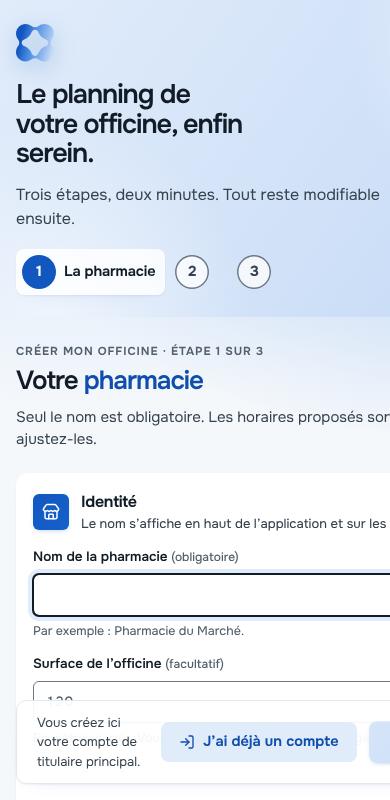 Le planning de
votre officine, enfin
serein.
Trois étapes, deux minutes. Tout reste modifiable
ensuite.
1 La pharmacie 2 3
CRÉER MON OFFICINE · ÉTAPE 1 SUR 3
Votre pharmacie
Seul le nom est obligatoire. Les horaires proposés
ajustez-les.
Identité
Le nom s’affiche en haut de l’application et sur les
Nom de la pharmacie (obligatoire)
Par exemple : Pharmacie du Marché.
Surface de l’officine (facultatif)
120
Vous créez ici
votre compte de
titulaire principal.
J’ai déjà un compte